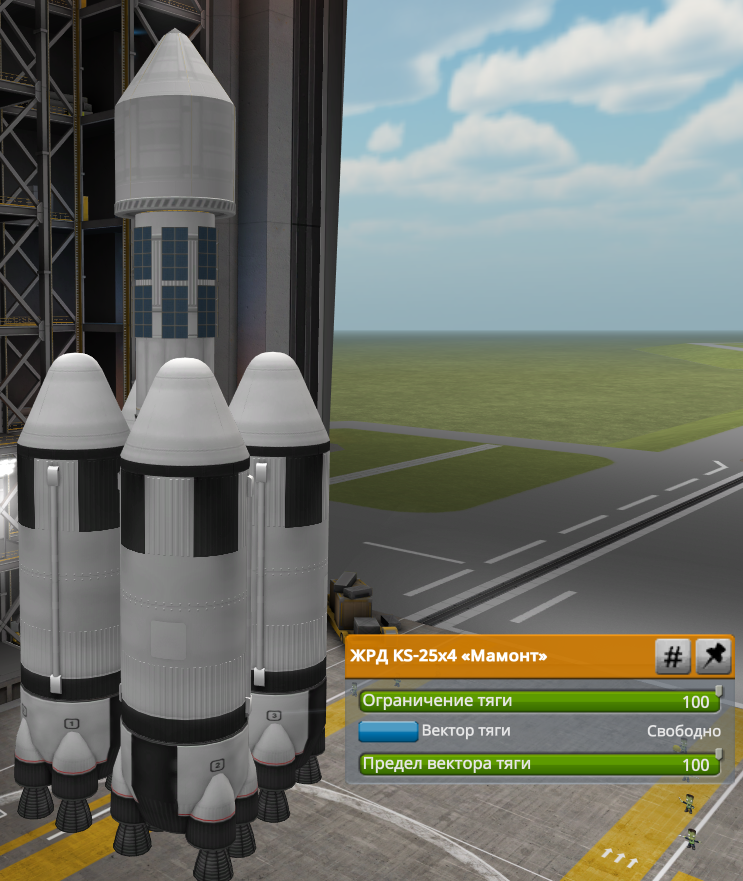 ЖРД KS-25x4 «Мамонт» #
Ограничение тяги 100
Вектор тяги Свободно
Предел вектора тяги 100
1
3
2